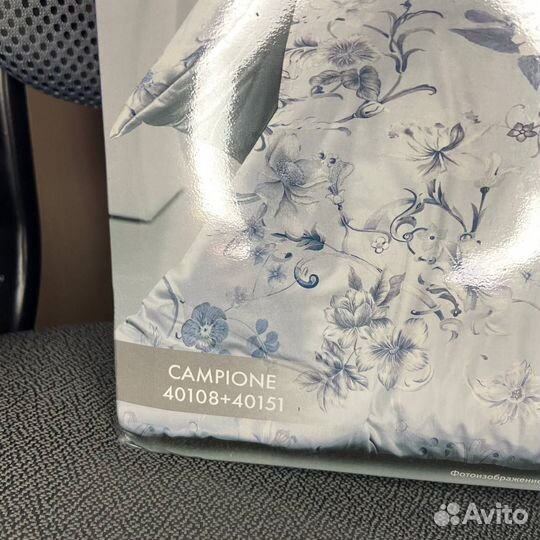 CAMPIONE
40108+40151
Фотоизображение
Avito